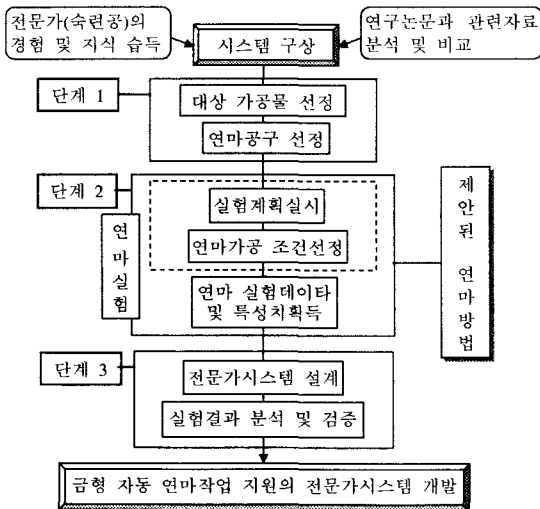 전문가(숙련공)의
경험 및 지식 습득
시스템 구상
연구논문과 관련자료
분석 및 비교
단계 1
대상 가공물 선정
연마공구 선정
단계 2
연마실험
실험계획실시
연마가공 조건선정
연마 실험데이타
및 특성치획득
제안된 연마방법
단계 3
전문가시스템 설계
실험결과 분석 및 검증
금형 자동 연마작업 지원의 전문가시스템 개발